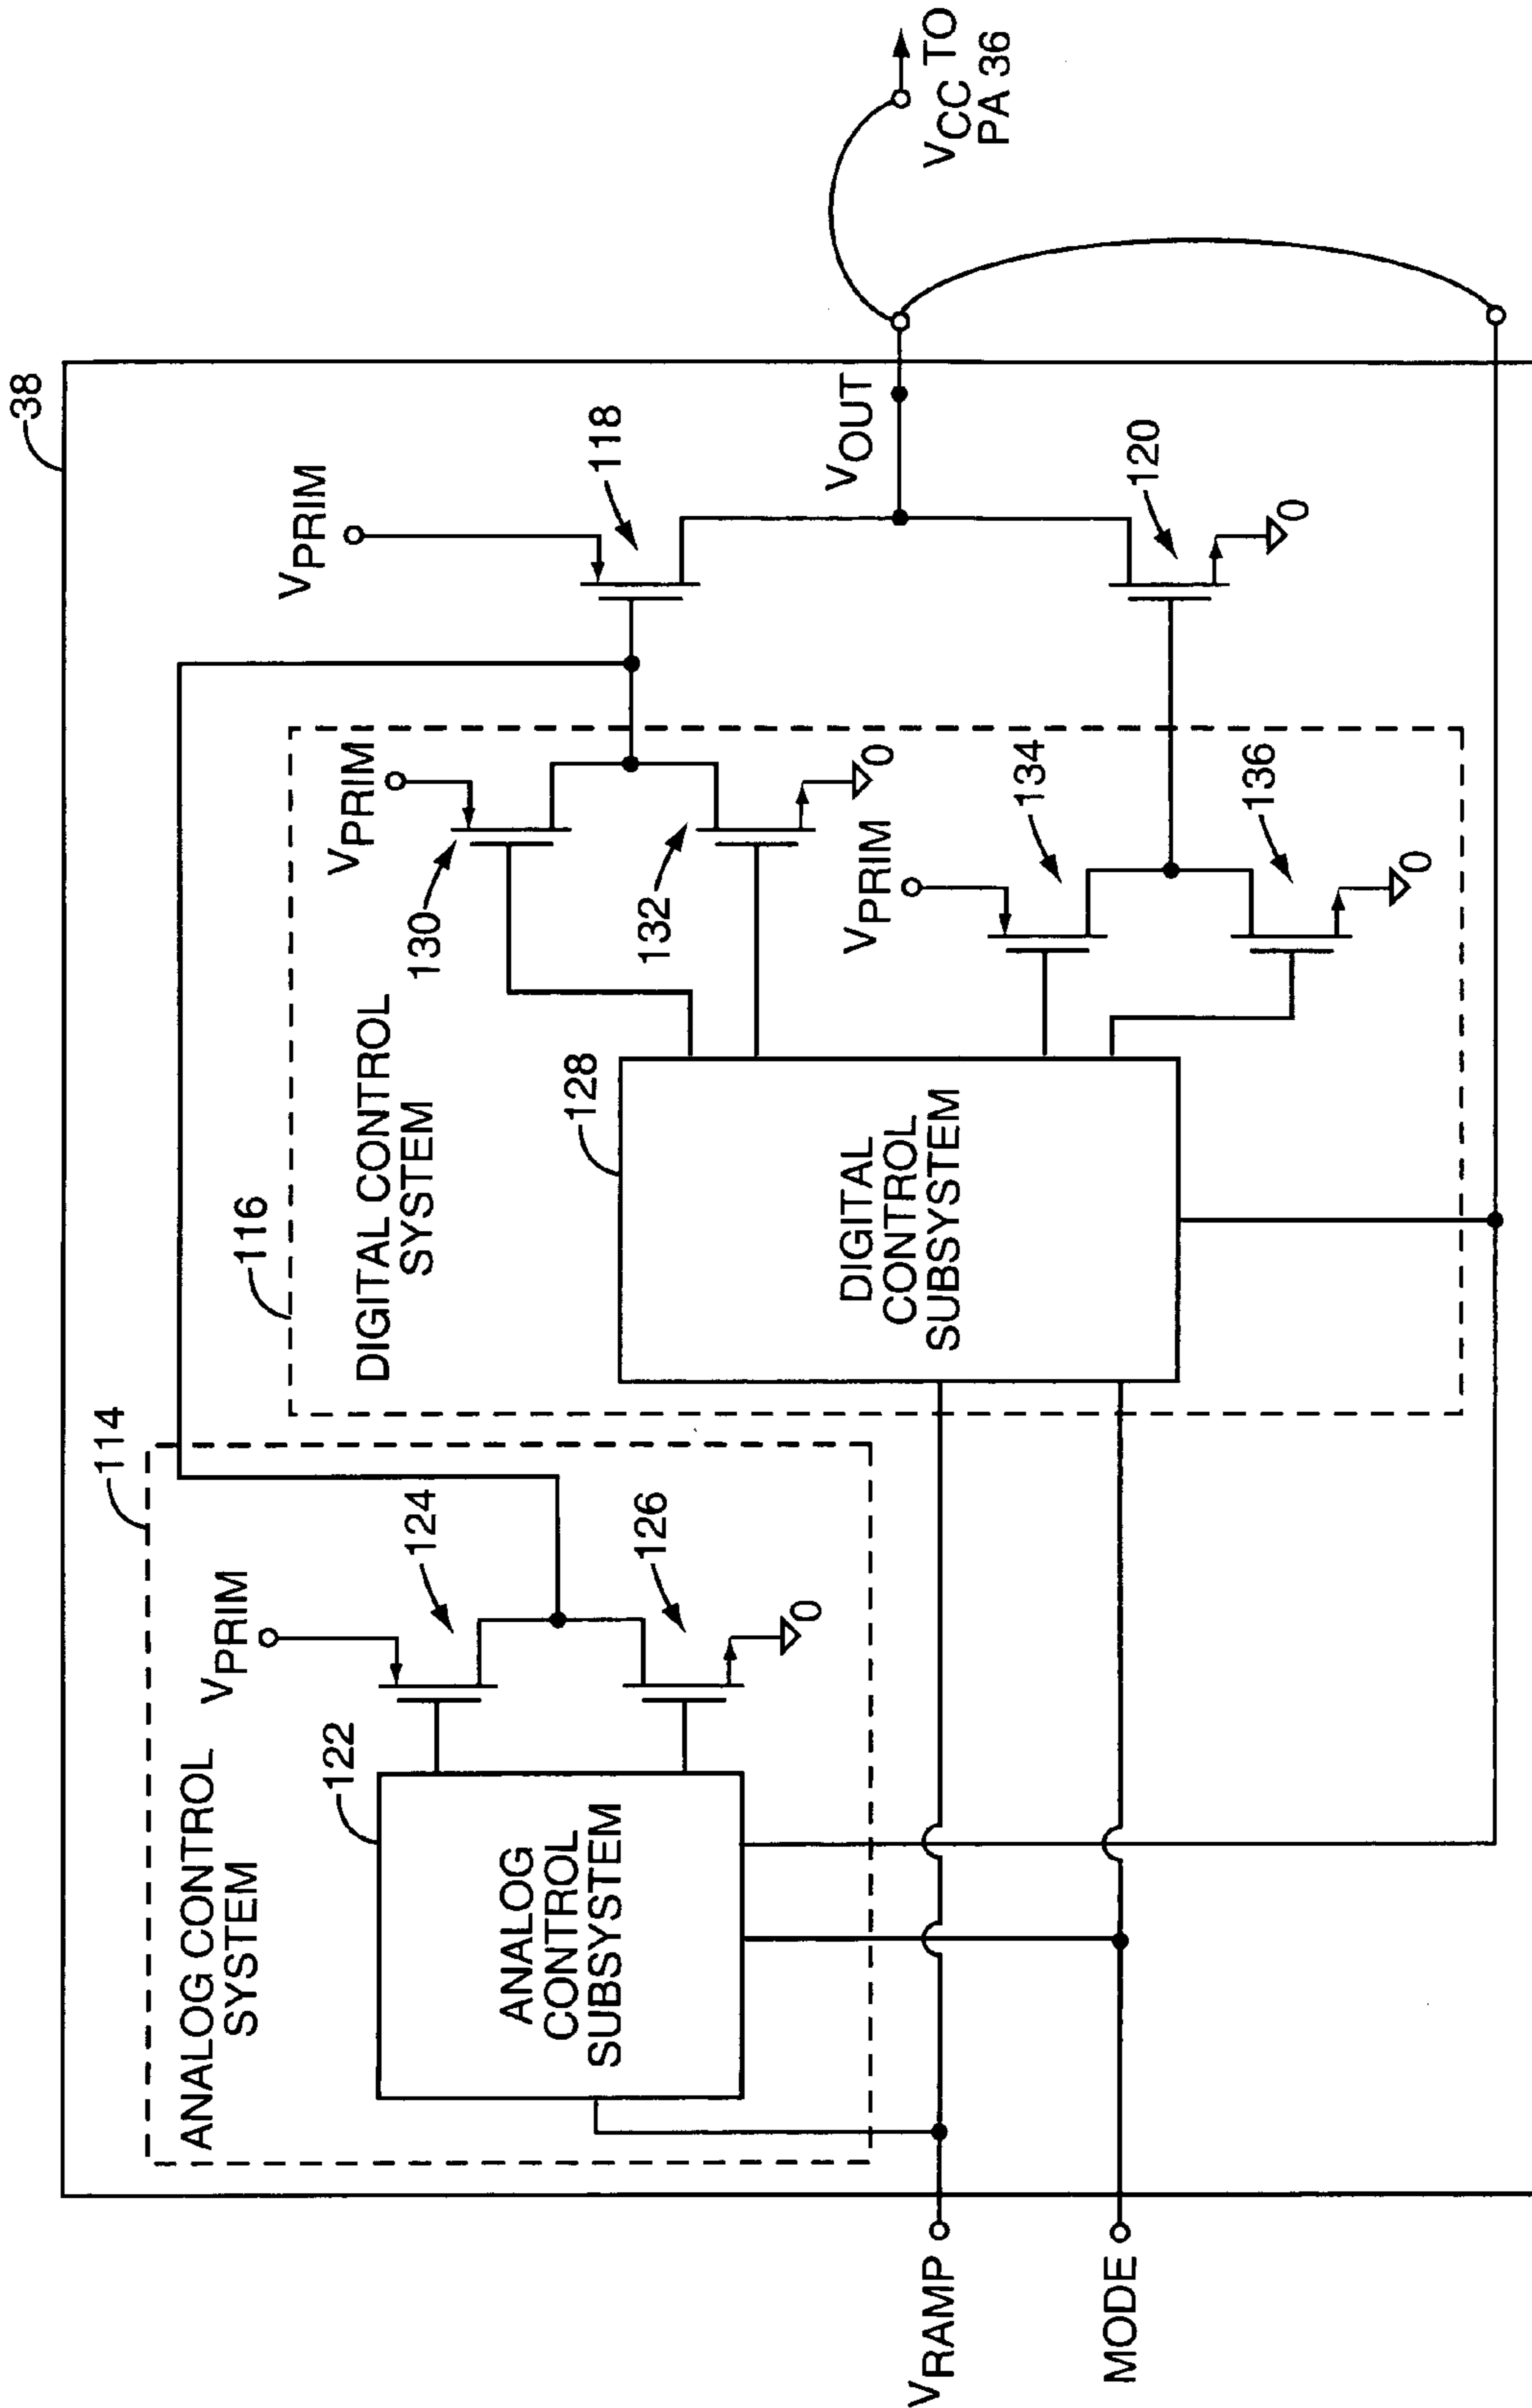 38
114
ANALOG CONTROL
SYSTEM
VPRIM
122
124
ANALOG
CONTROL
SUBSYSTEM
126
0
116
DIGITAL CONTROL
SYSTEM
VPRIM
130
132
0
128
DIGITAL
CONTROL
SUBSYSTEM
VPRIM
134
136
0
VPRIM
118
VOUT
120
0
VCC TO
PA 36
VRAMP
MODE